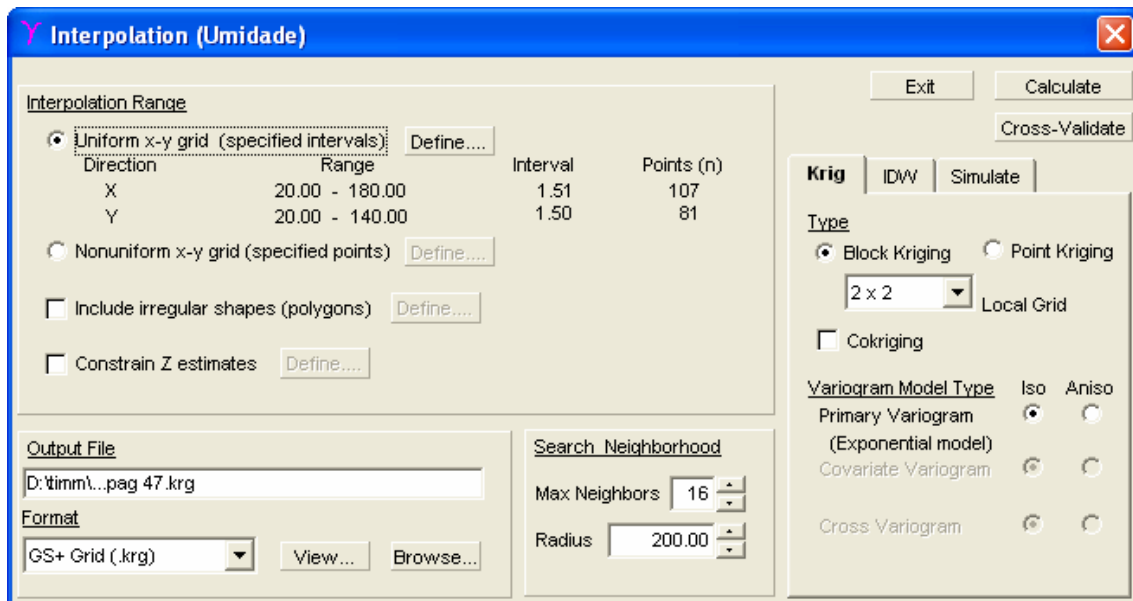 Interpolation (Umidade)
Exit
Calculate
Cross-Validate
Interpolation Range
Uniform x-y grid (specified intervals) Define....
Direction Range Interval Points (n)
X 20.00 - 180.00 1.51 107
Y 20.00 - 140.00 1.50 81
Nonuniform x-y grid (specified points) Define....
Include irregular shapes (polygons) Define....
Constrain Z estimates Define....
Krig IDW Simulate
Type
Block Kriging Point Kriging
2 x 2 Local Grid
Cokriging
Variogram Model Type Iso Aniso
Primary Variogram
(Exponential model)
Covariate Variogram
Cross Variogram
Output File
D:\timm\...pag 47.krg
Format
GS+ Grid (.krg) View... Browse...
Search Neighborhood
Max Neighbors 16
Radius 200.00